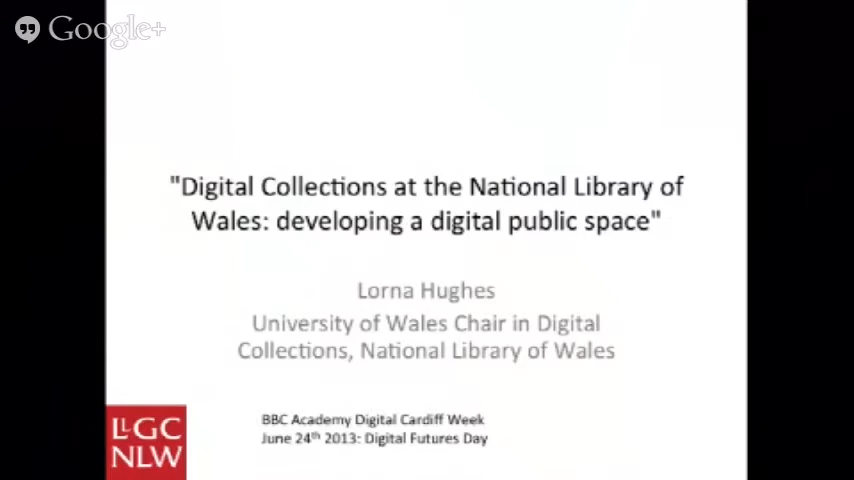 Google+
"Digital Collections at the National Library of
Wales: developing a digital public space"
Lorna Hughes
University of Wales Chair in Digital
Collections, National Library of Wales
BBC Academy Digital Cardiff Week
June 24th 2013: Digital Futures Day
LLGC
NLW